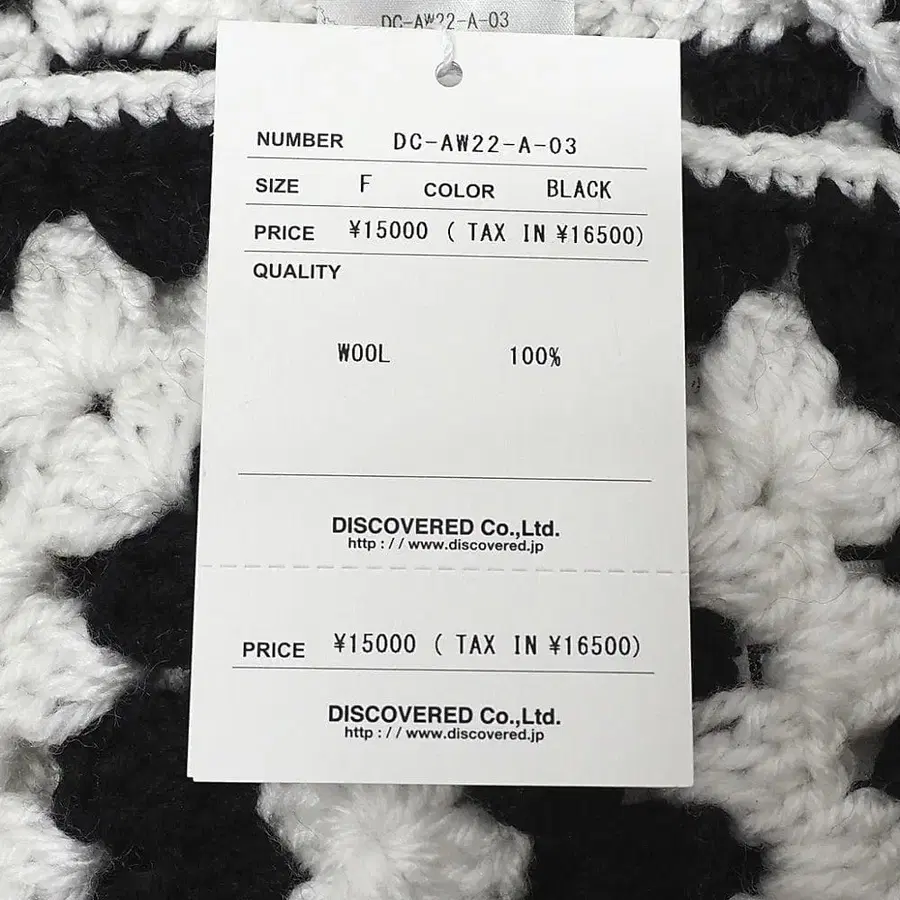 DC-AW22-A-03
NUMBER DC-AW22-A-03
SIZE F COLOR BLACK
PRICE ¥15000 ( TAX IN ¥16500)
QUALITY
WOOL 100%
DISCOVERED Co.,Ltd.
http://www.discovered.jp
PRICE ¥15000 ( TAX IN ¥16500)
DISCOVERED Co.,Ltd.
http://www.discovered.jp